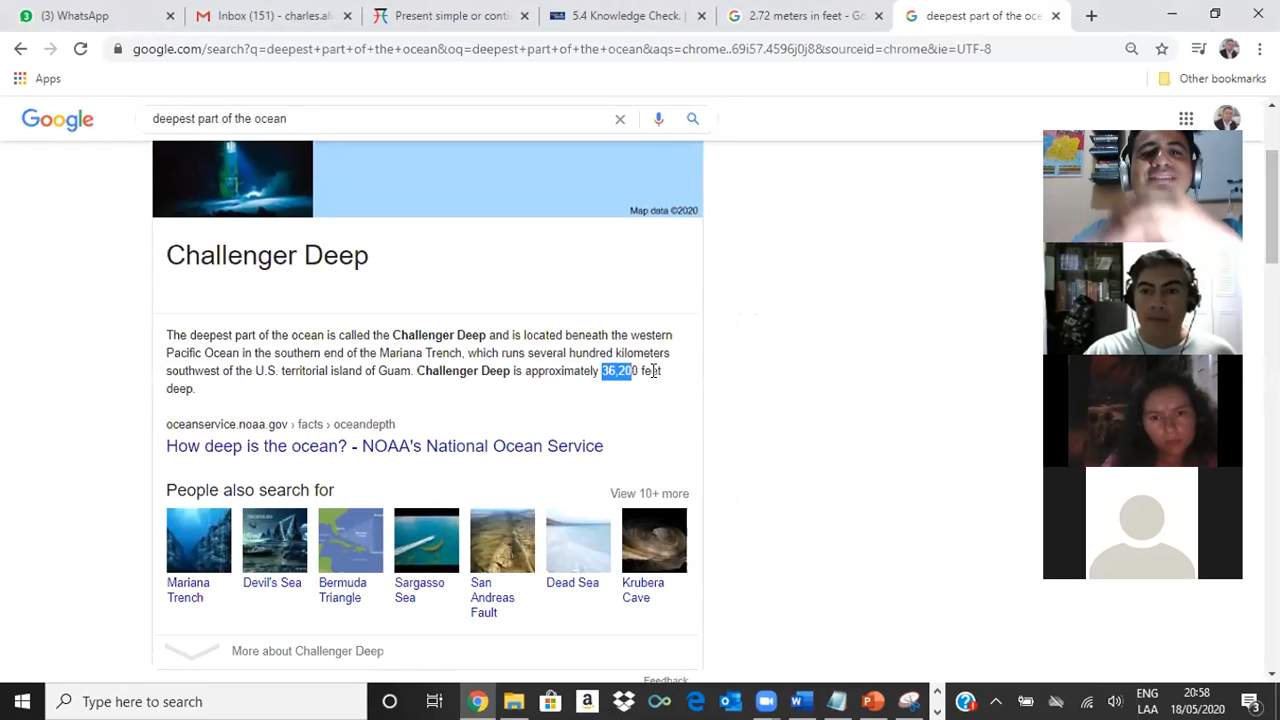 (3) WhatsApp
Inbox (151) - charles.al
Present simple or conti
5.4 Knowledge Check.
2.72 meters in feet - Go
deepest part of the oce
google.com/search?q=deepest+part+of+the+ocean&oq=deepest+part+of+the+ocean&aqs=chrome..69i57.4596j0j8&sourceid=chrome&ie=UTF-8
Apps
Other bookmarks
Google
deepest part of the ocean
Map data ©2020
Challenger Deep
The deepest part of the ocean is called the Challenger Deep and is located beneath the western
Pacific Ocean in the southern end of the Mariana Trench, which runs several hundred kilometers
southwest of the U.S. territorial island of Guam. Challenger Deep is approximately 36,200 feet
deep.
oceanservice.noaa.gov › facts › oceandepth
How deep is the ocean? - NOAA's National Ocean Service
People also search for
View 10+ more
Mariana
Trench
Devil's Sea
Bermuda
Triangle
Sargasso
Sea
San
Andreas
Fault
Dead Sea
Krubera
Cave
More about Challenger Deep
Feedback
Type here to search
ENG
LAA
20:58
18/05/2020
3